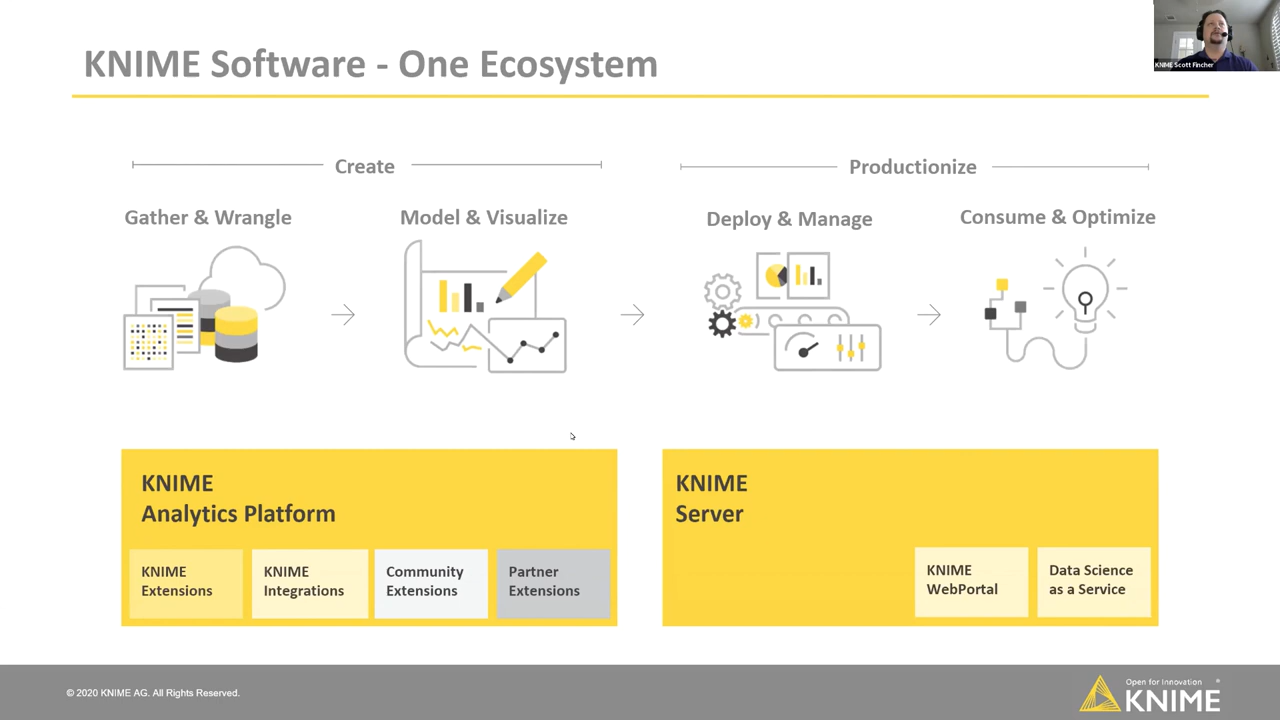 KNIME Software - One Ecosystem
KNIME Scott Fincher
Create
Productionize
Gather & Wrangle
Model & Visualize
Deploy & Manage
Consume & Optimize
KNIME
Analytics Platform
KNIME
Extensions
KNIME
Integrations
Community
Extensions
Partner
Extensions
KNIME
Server
KNIME
WebPortal
Data Science
as a Service
© 2020 KNIME AG. All Rights Reserved.
Open for Innovation
KNIME